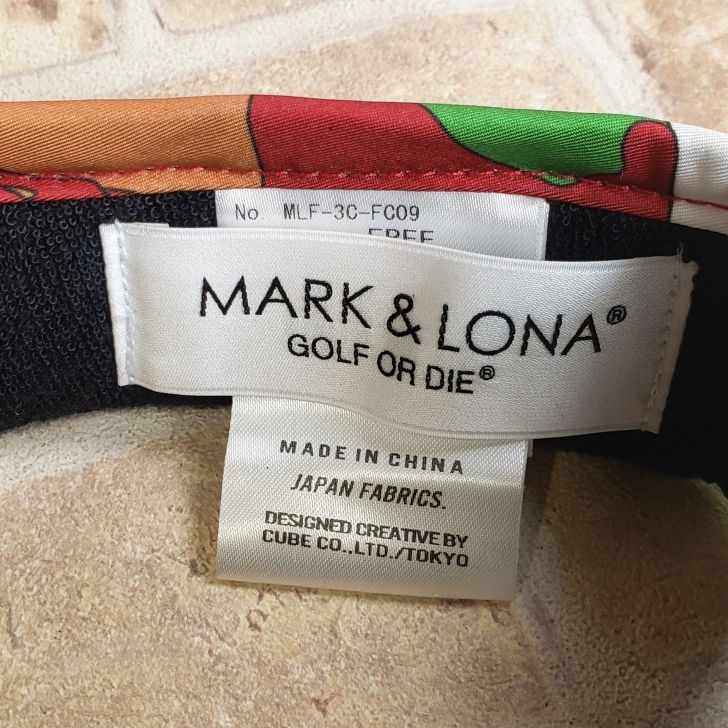 No. MLF-3C-FC09
FREE
MARK & LONA®
GOLF OR DIE®
MADE IN CHINA
JAPAN FABRICS.
DESIGNED CREATIVE BY
CUBE CO.,LTD./TOKYO